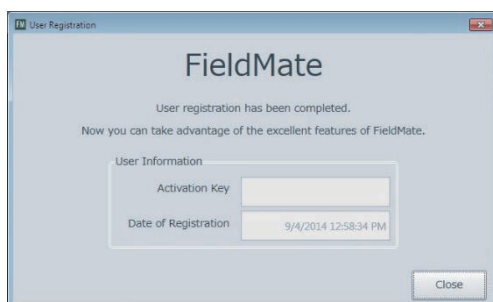 FM User Registration
FieldMate
User registration has been completed.
Now you can take advantage of the excellent features of FieldMate.
User Information
Activation Key
Date of Registration 9/4/2014 12:58:34 PM
Close